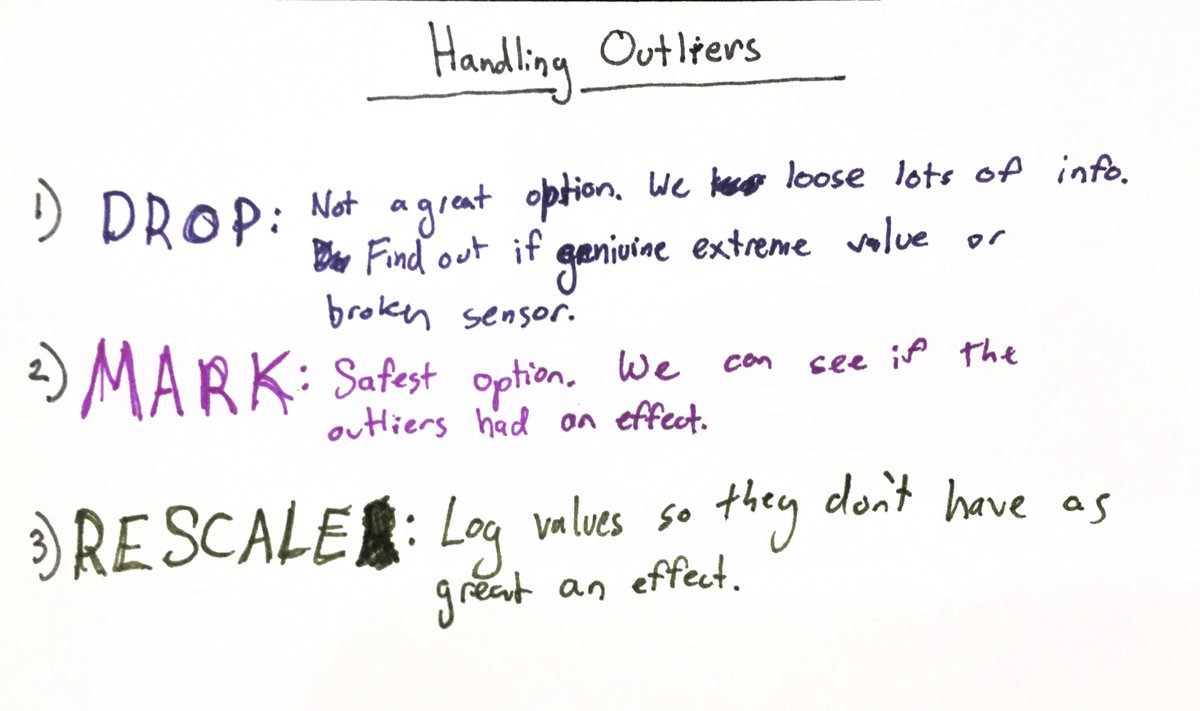 Handling Outliers
1) DROP: Not a great option. We loose lots of info.
Find out if geniuine extreme value or
broken sensor.
2) MARK: Safest option. We can see if the
outliers had an effect.
3) RESCALE: Log values so they don't have as
great an effect.